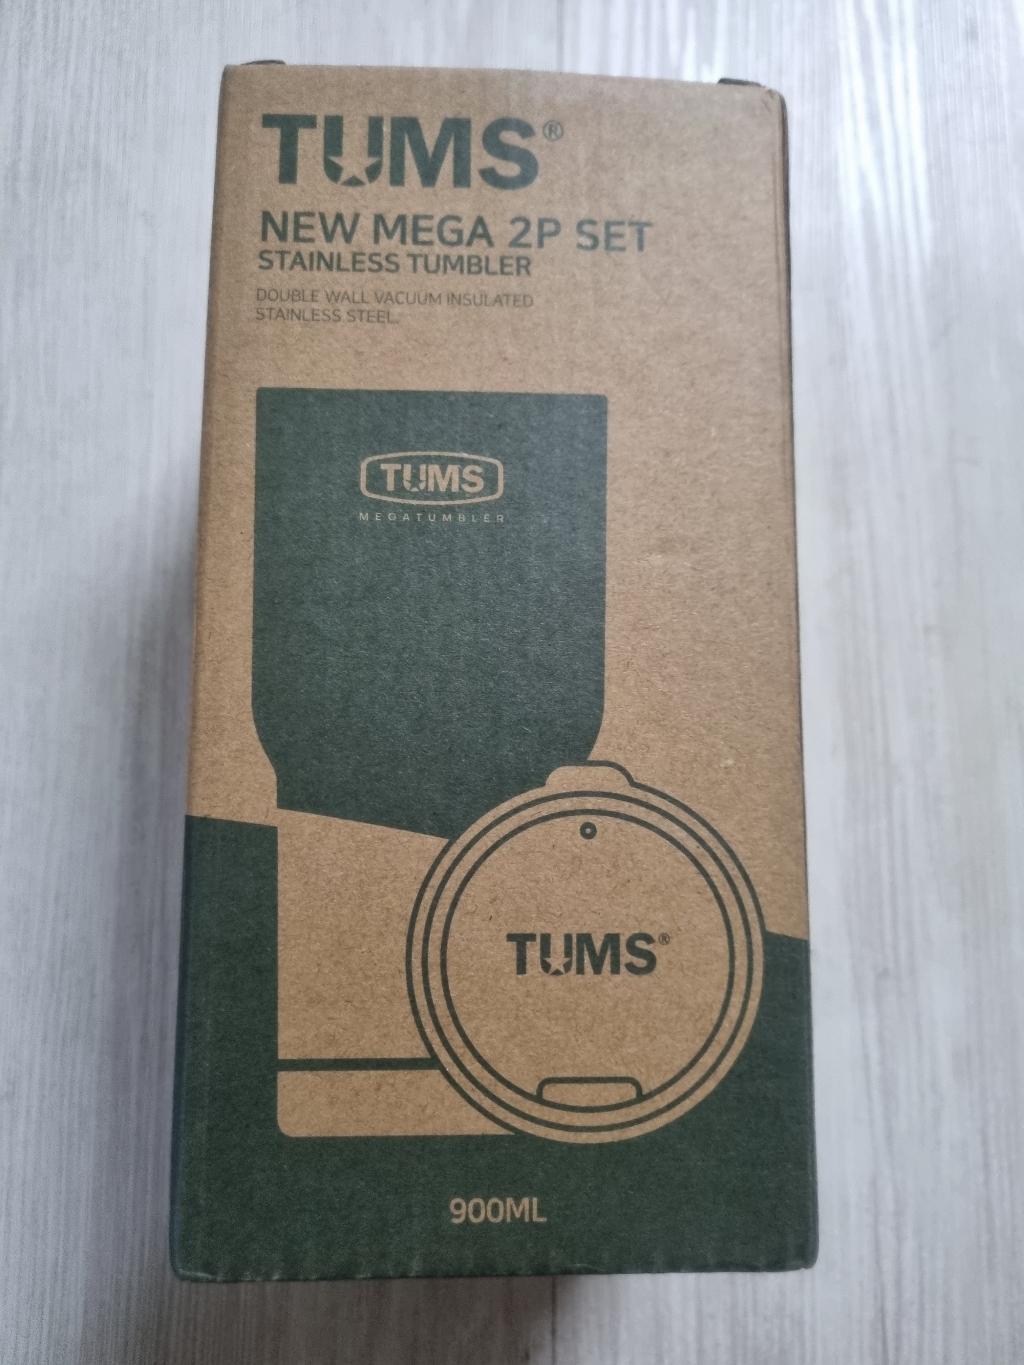 TUMS®
NEW MEGA 2P SET
STAINLESS TUMBLER
DOUBLE WALL VACUUM INSULATED
STAINLESS STEEL.
TUMS
MEGATUMBLER
TUMS®
900ML